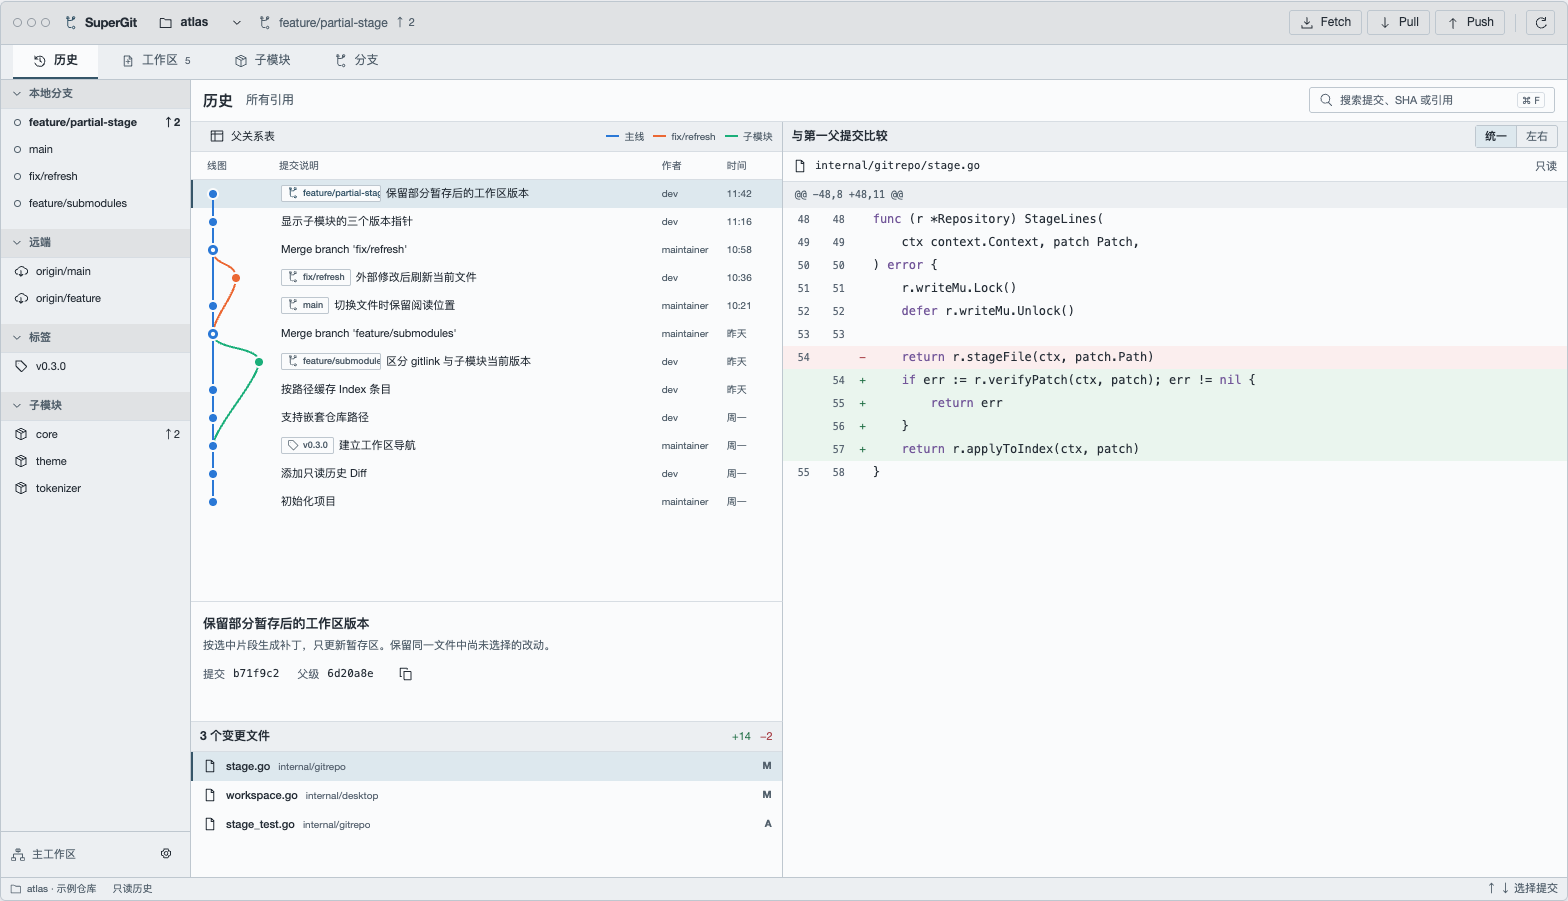 SuperGit atlas feature/partial-stage ↑ 2 Fetch Pull Push
历史 工作区 5 子模块 分支
本地分支
feature/partial-stage ↑2
main
fix/refresh
feature/submodules
远端
origin/main
origin/feature
标签
v0.3.0
子模块
core ↑2
theme
tokenizer
主工作区
历史 所有引用 搜索提交、SHA 或引用 ⌘ F
父关系表 主线 fix/refresh 子模块
线图 提交说明 作者 时间
feature/partial-stag 保留部分暂存后的工作区版本 dev 11:42
显示子模块的三个版本指针 dev 11:16
Merge branch 'fix/refresh' maintainer 10:58
fix/refresh 外部修改后刷新当前文件 dev 10:36
main 切换文件时保留阅读位置 maintainer 10:21
Merge branch 'feature/submodules' maintainer 昨天
feature/submodule 区分 gitlink 与子模块当前版本 dev 昨天
按路径缓存 Index 条目 maintainer 昨天
支持嵌套仓库路径 dev 周一
v0.3.0 建立工作区导航 maintainer 周一
添加只读历史 Diff dev 周一
初始化项目 maintainer 周一
保留部分暂存后的工作区版本
按选中片段生成补丁，只更新暂存区。保留同一文件中尚未选择的改动。
提交 b71f9c2 父级 6d20a8e
3 个变更文件 +14 −2
stage.go internal/gitrepo M
workspace.go internal/desktop M
stage_test.go internal/gitrepo A
与第一父提交比较 统一 左右
internal/gitrepo/stage.go 只读
@@ −48,8 +48,11 @@
48 48 func (r *Repository) StageLines(
49 49 ctx context.Context, patch Patch,
50 50 ) error {
51 51 r.writeMu.Lock()
52 52 defer r.writeMu.Unlock()
53 53
54 − return r.stageFile(ctx, patch.Path)
54 + if err := r.verifyPatch(ctx, patch); err != nil {
55 + return err
56 + }
57 + return r.applyToIndex(ctx, patch)
55 58 }
atlas · 示例仓库 只读历史 ↑ ↓ 选择提交